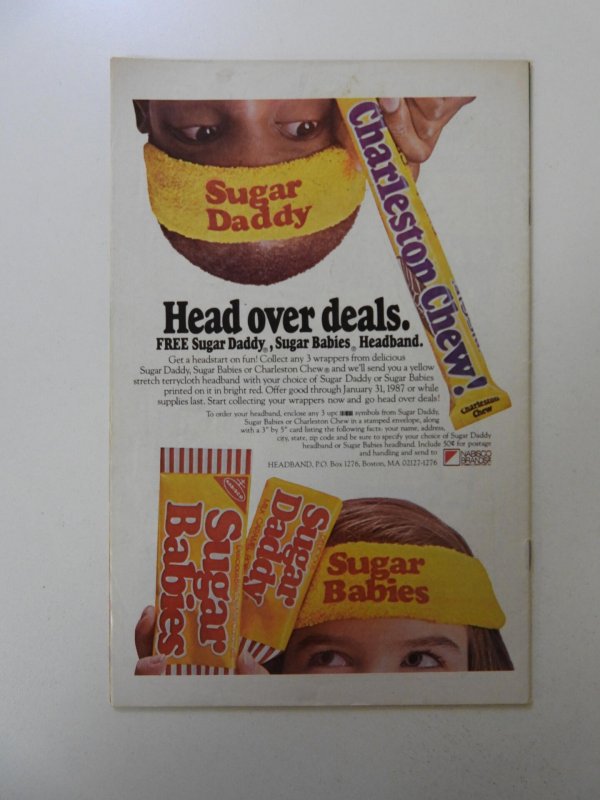 Sugar
Daddy
Charleston Chew!
Charleston
Chew
Head over deals.
FREE Sugar Daddy®, Sugar Babies® Headband.
Get a headstart on fun! Collect any 3 wrappers from delicious
Sugar Daddy, Sugar Babies or Charleston Chew® and we'll send you a yellow
stretch terrycloth headband with your choice of Sugar Daddy or Sugar Babies
printed on it in bright red. Offer good through January 31, 1987 or while
supplies last. Start collecting your wrappers now and go head over deals!
To order your headband, enclose any 3 upc symbols from Sugar Daddy,
Sugar Babies or Charleston Chew in a stamped envelope, along
with a 3" by 5" card listing the following facts: your name, address,
city, state, zip code and be sure to specify your choice of Sugar Daddy
headband or Sugar Babies headband. Include 50¢ for postage
and handling and send to
HEADBAND, P.O. Box 1276, Boston, MA 02127-1276
NABISCO
BRANDS
NABISCO
Sugar
Babies
Sugar
Daddy
Sugar
Babies